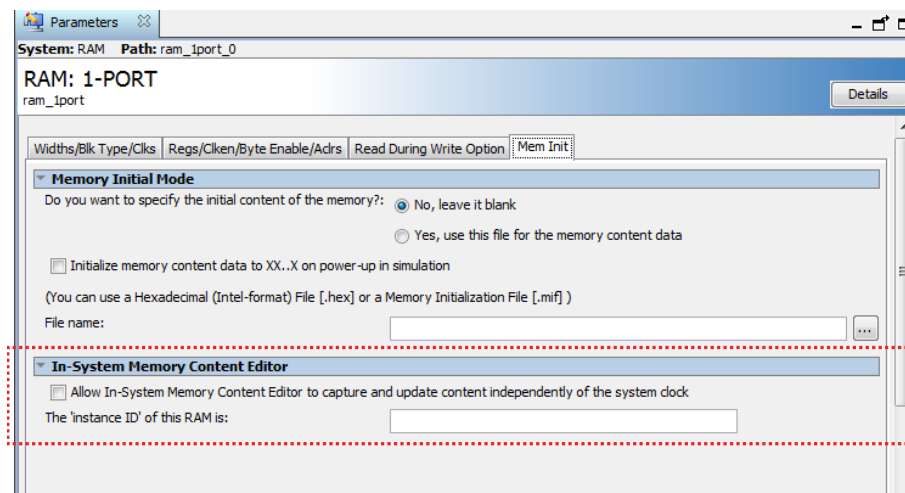 Parameters
System: RAM Path: ram_1port_0
RAM: 1-PORT
ram_1port
Details
Widths/Blk Type/Clks Regs/Clken/Byte Enable/Aclrs Read During Write Option Mem Init
Memory Initial Mode
Do you want to specify the initial content of the memory?: No, leave it blank
Yes, use this file for the memory content data
Initialize memory content data to XX..X on power-up in simulation
(You can use a Hexadecimal (Intel-format) File [.hex] or a Memory Initialization File [.mif] )
File name: ...
In-System Memory Content Editor
Allow In-System Memory Content Editor to capture and update content independently of the system clock
The 'instance ID' of this RAM is: